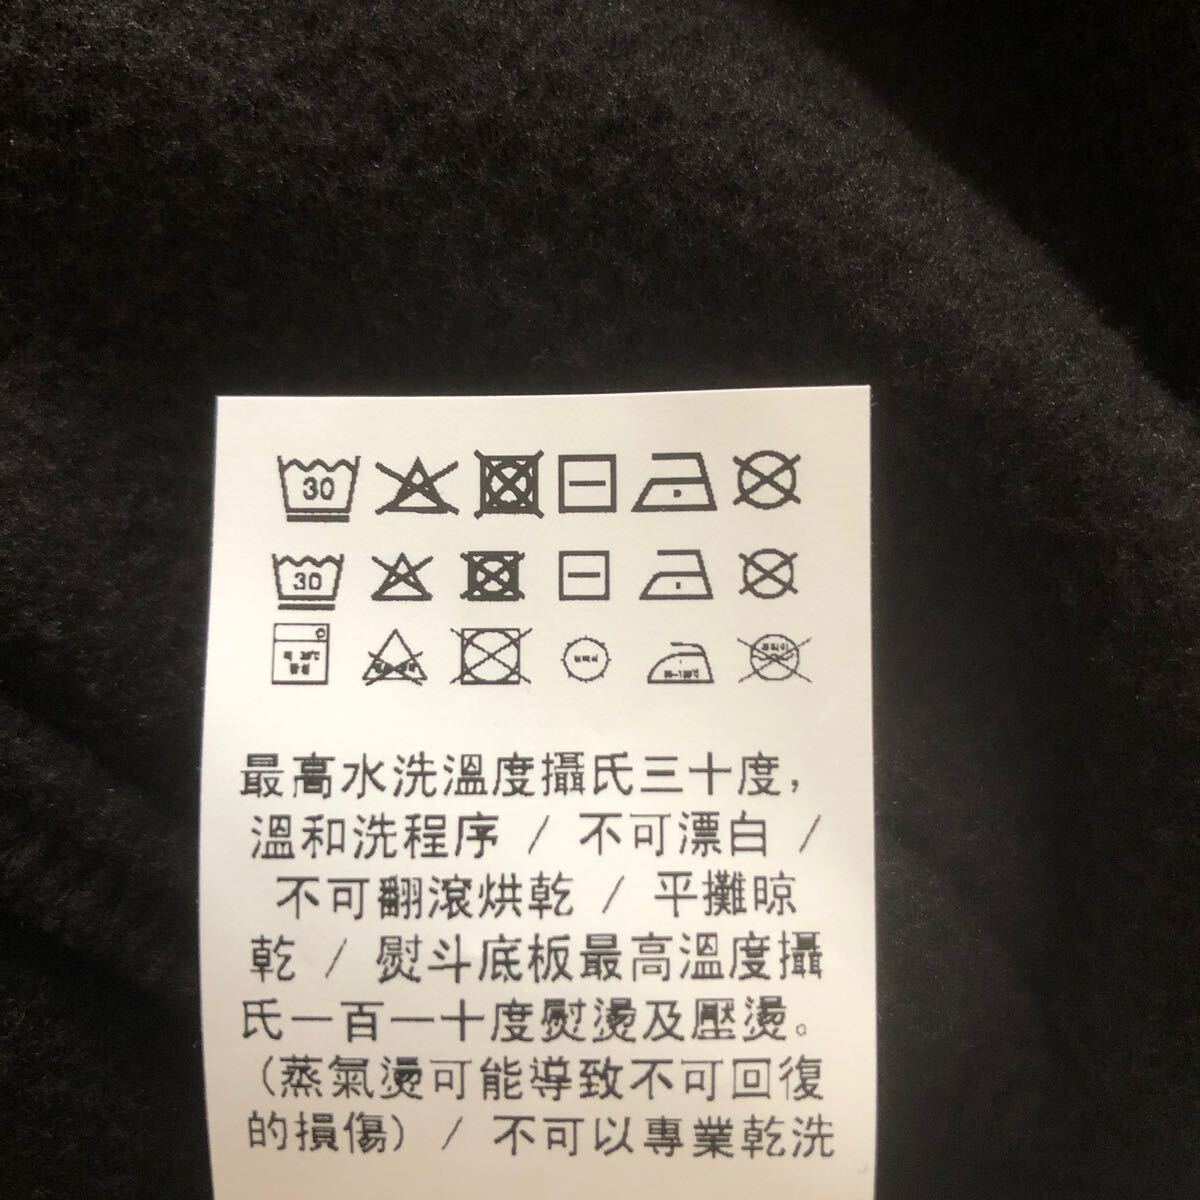 30
30
最高水洗溫度攝氏三十度,
溫和洗程序 / 不可漂白 /
不可翻滾烘乾 / 平攤晾
乾 / 熨斗底板最高溫度攝
氏一百一十度熨燙及壓燙。
(蒸氣燙可能導致不可回復
的損傷) / 不可以專業乾洗